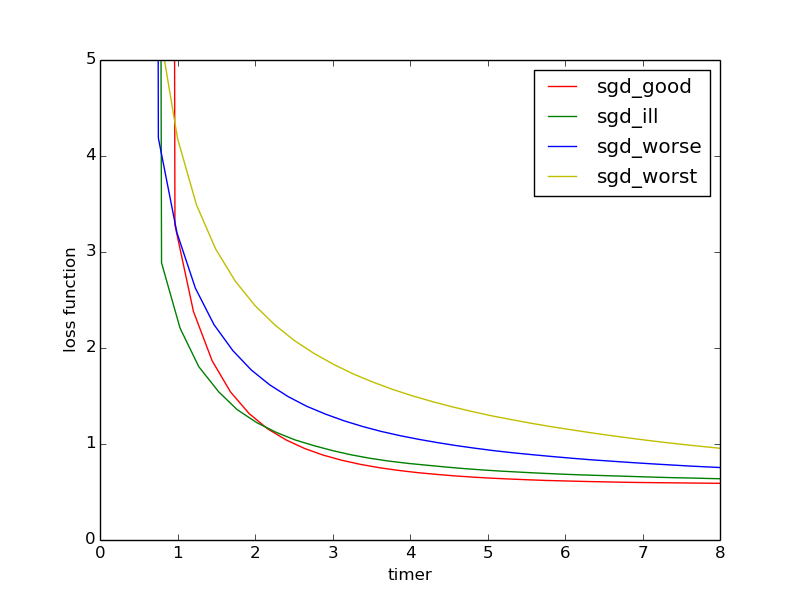 5
4
3
2
1
0
loss function
sgd_good
sgd_ill
sgd_worse
sgd_worst
0 1 2 3 4 5 6 7 8
timer